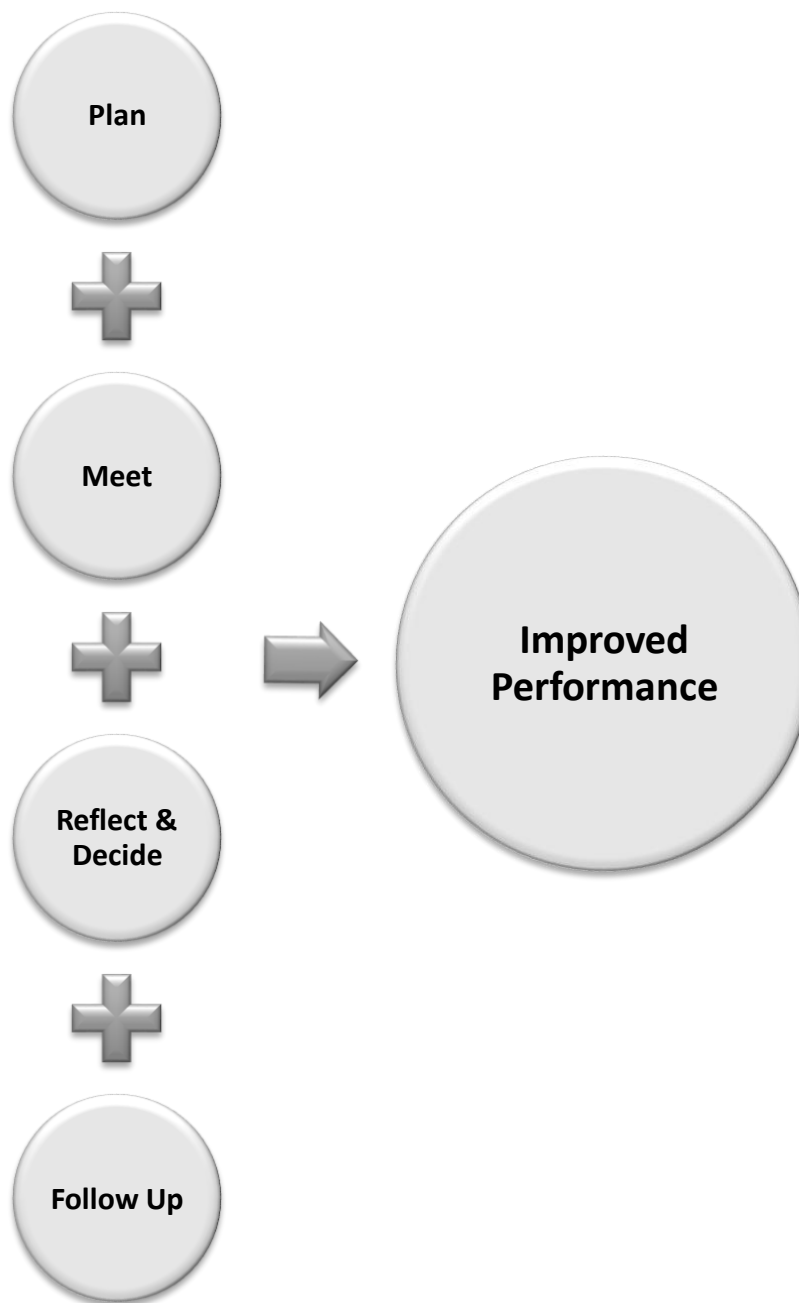 Plan
Meet
Reflect &
Decide
Follow Up
Improved
Performance